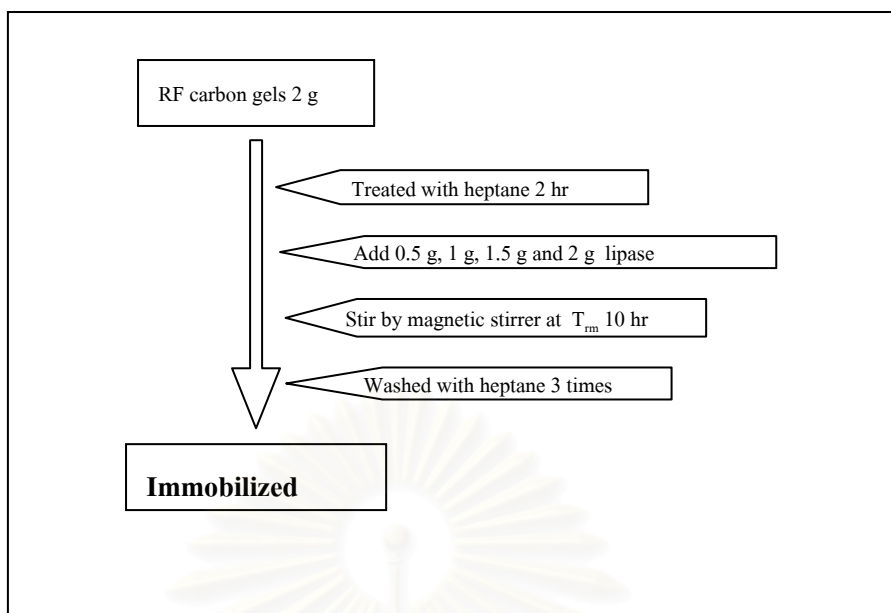 RF carbon gels 2 g
Treated with heptane 2 hr
Add 0.5 g, 1 g, 1.5 g and 2 g lipase
Stir by magnetic stirrer at T_rm 10 hr
Washed with heptane 3 times
Immobilized